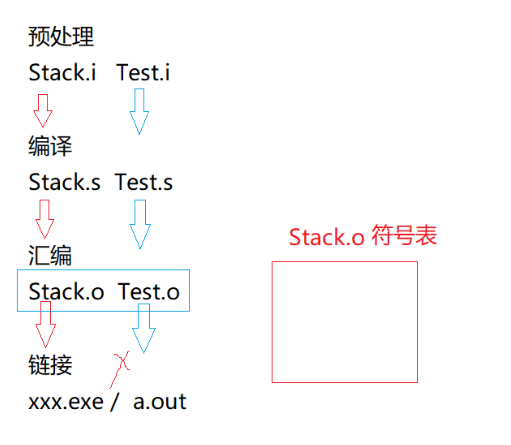 预处理
Stack.i Test.i
编译
Stack.s Test.s
汇编
Stack.o Test.o
链接
xxx.exe / a.out
Stack.o 符号表